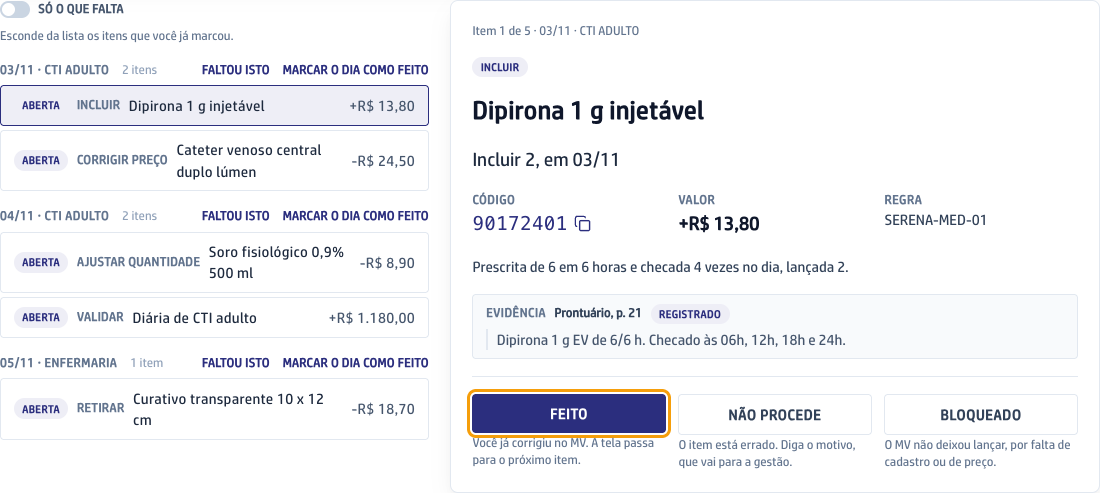 SÓ O QUE FALTA
Esconde da lista os itens que você já marcou.
03/11 · CTI ADULTO 2 itens FALTOU ISTO MARCAR O DIA COMO FEITO
ABERTA INCLUIR Dipirona 1 g injetável +R$ 13,80
ABERTA CORRIGIR PREÇO Cateter venoso central
duplo lúmen -R$ 24,50
04/11 · CTI ADULTO 2 itens FALTOU ISTO MARCAR O DIA COMO FEITO
ABERTA AJUSTAR QUANTIDADE Soro fisiológico 0,9%
500 ml -R$ 8,90
ABERTA VALIDAR Diária de CTI adulto +R$ 1.180,00
05/11 · ENFERMARIA 1 item FALTOU ISTO MARCAR O DIA COMO FEITO
ABERTA RETIRAR Curativo transparente 10 x 12
cm -R$ 18,70
Item 1 de 5 · 03/11 · CTI ADULTO
INCLUIR
Dipirona 1 g injetável
Incluir 2, em 03/11
CÓDIGO VALOR REGRA
90172401 +R$ 13,80 SERENA-MED-01
Prescrita de 6 em 6 horas e checada 4 vezes no dia, lançada 2.
EVIDÊNCIA Prontuário, p. 21 REGISTRADO
Dipirona 1 g EV de 6/6 h. Checado às 06h, 12h, 18h e 24h.
FEITO NÃO PROCEDE BLOQUEADO
Você já corrigiu no MV. A tela passa
para o próximo item.
O item está errado. Diga o motivo,
que vai para a gestão.
O MV não deixou lançar, por falta de
cadastro ou de preço.